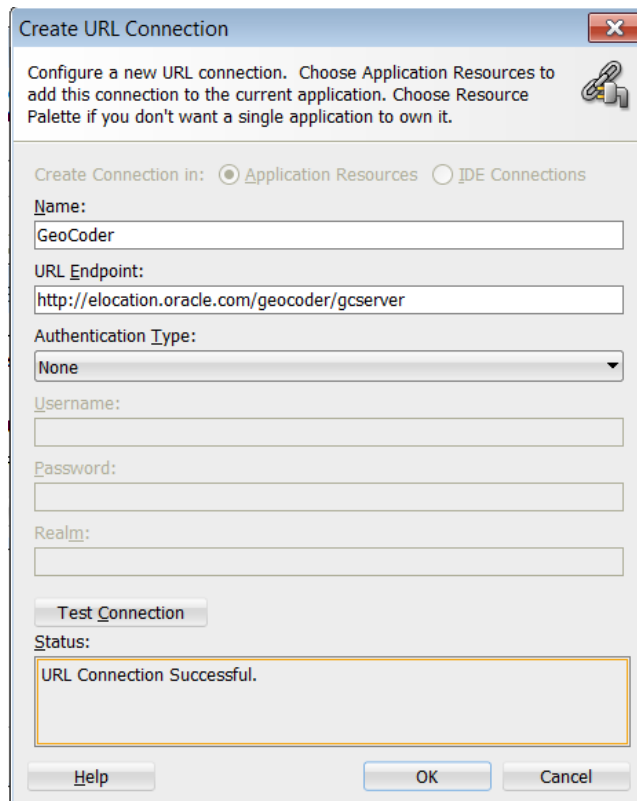 Create URL Connection
Configure a new URL connection. Choose Application Resources to
add this connection to the current application. Choose Resource
Palette if you don't want a single application to own it.
Create Connection in: Application Resources IDE Connections
Name:
GeoCoder
URL Endpoint:
http://elocation.oracle.com/geocoder/gcserver
Authentication Type:
None
Username:
Password:
Realm:
Test Connection
Status:
URL Connection Successful.
Help OK Cancel